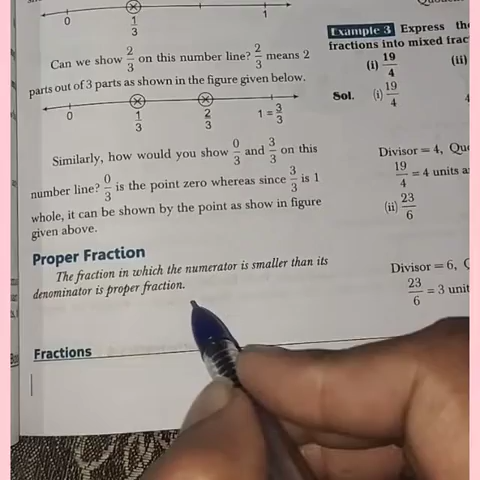 0 1/3 1
Can we show 2/3 on this number line? 2/3 means 2
parts out of 3 parts as shown in the figure given below.
0 1/3 2/3 1 = 3/3
Similarly, how would you show 0/3 and 3/3 on this
number line? 0/3 is the point zero whereas since 3/3 is 1
whole, it can be shown by the point as show in figure
given above.
Proper Fraction
The fraction in which the numerator is smaller than its
denominator is proper fraction.
Fractions
Example 3 Express the
fractions into mixed
(i) 19/4 (ii)
Sol. (i) 19/4
Divisor = 4,
19/4 = 4 units
(ii) 23/6
Divisor = 6,
23/6 = 3